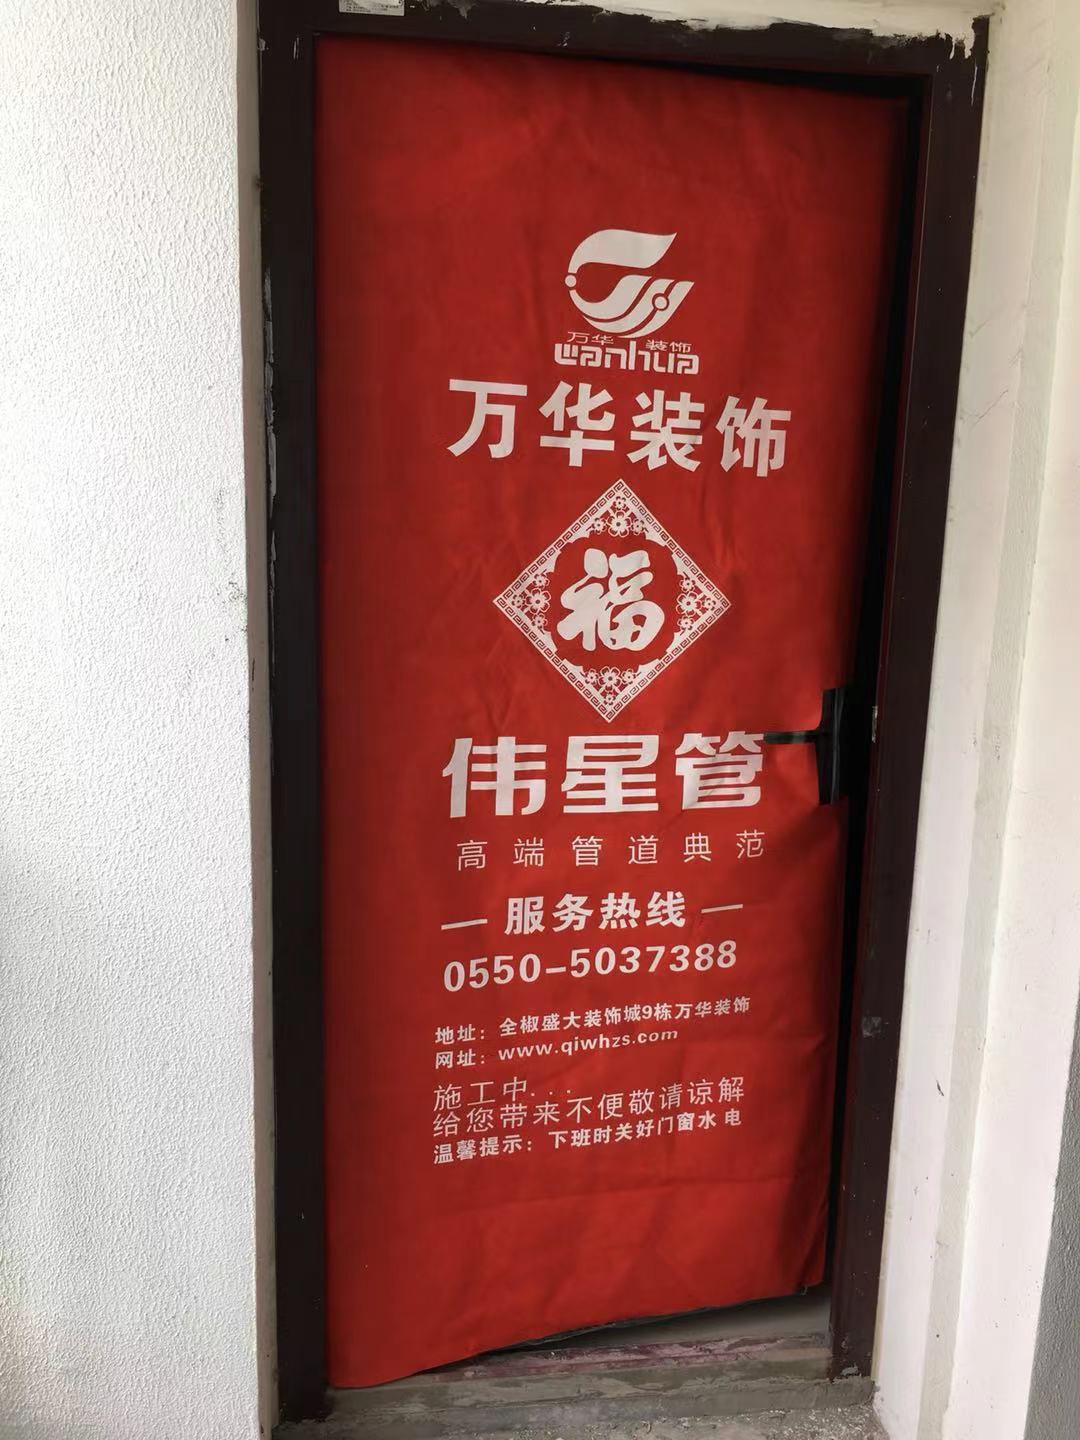 万华 装饰
wanhua
万华装饰
福
伟星管
高端管道典范
服务热线
0550-5037388
地址：全椒盛大装饰城9栋万华装饰
网址：www.qjwhzs.com
施工中...
给您带来不便敬请谅解
温馨提示：下班时关好门窗水 电